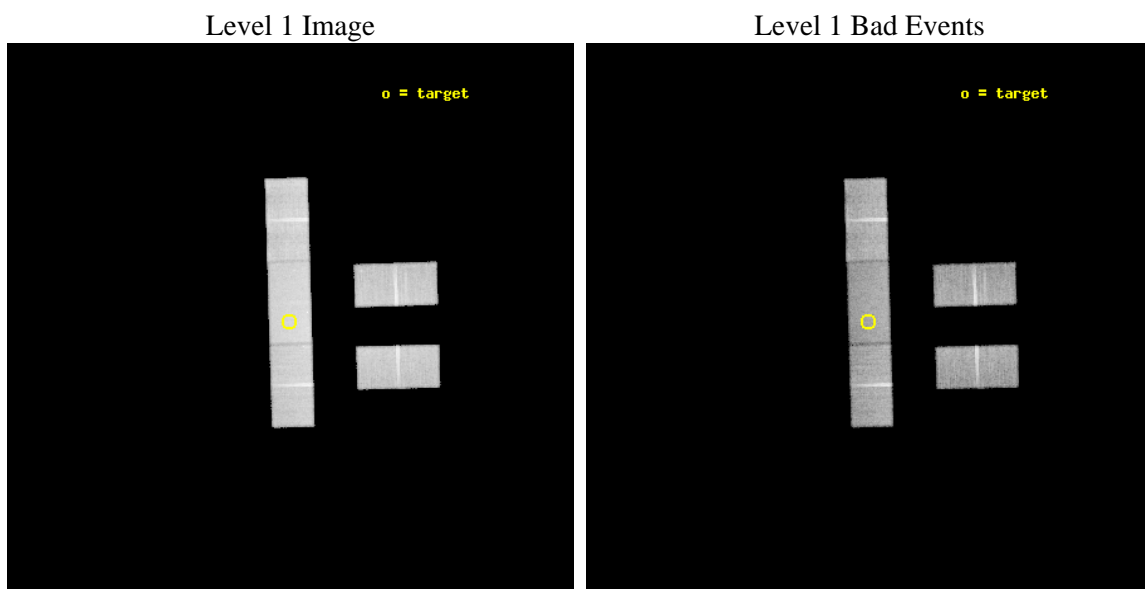 Level 1 Image
Level 1 Bad Events
o = target
o = target